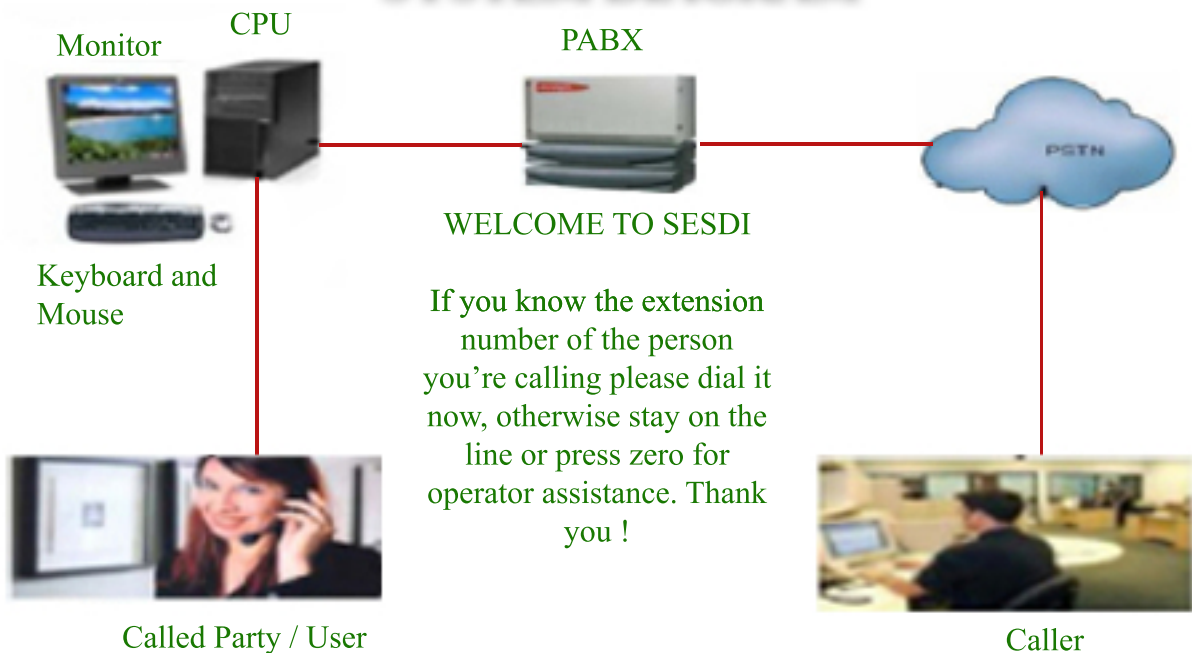 CPU
Monitor
PABX
PSTN
WELCOME TO SESDI
Keyboard and
Mouse
If you know the extension
number of the person
you’re calling please dial it
now, otherwise stay on the
line or press zero for
operator assistance. Thank
you !
Called Party / User
Caller